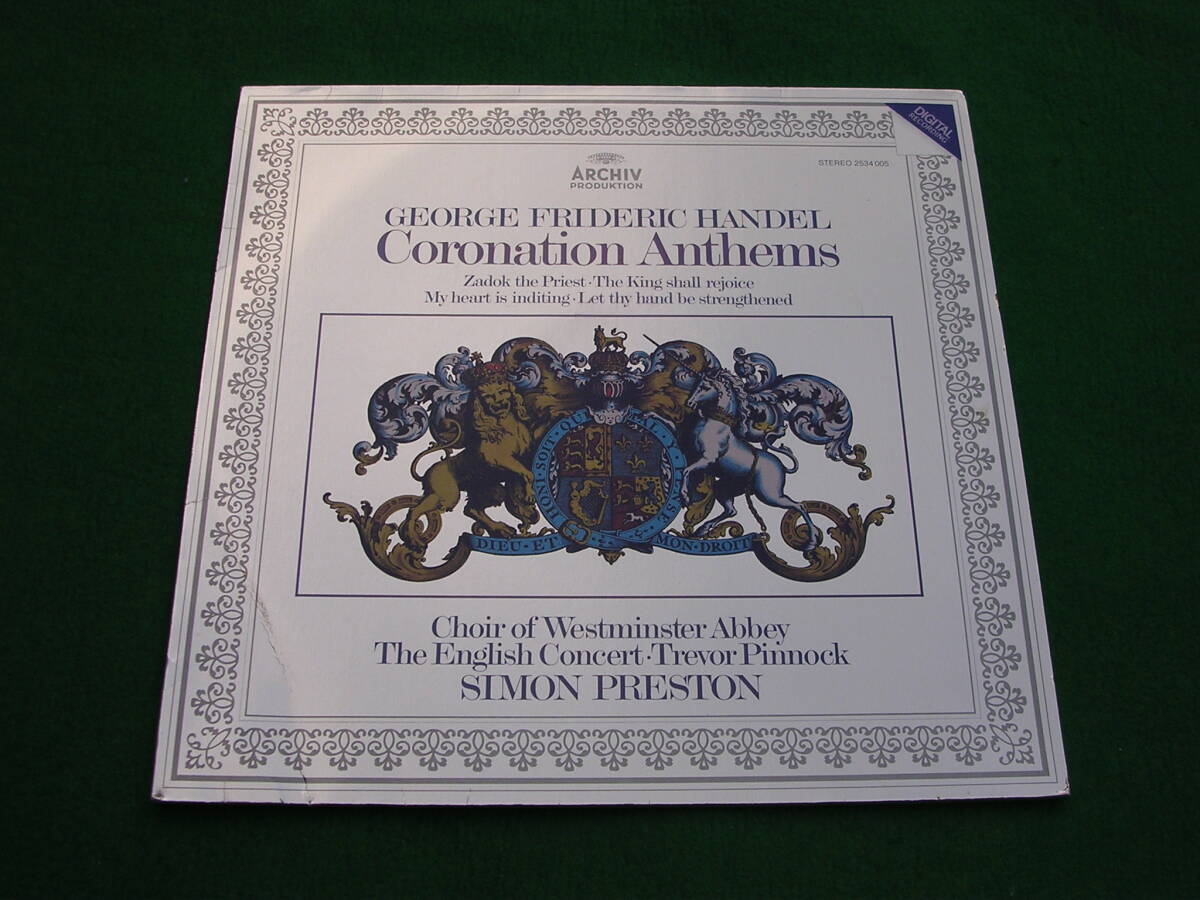 DIGITAL
RECORDING
STEREO 2534 005
ARCHIV
PRODUKTION
GEORGE FRIDERIC HANDEL
Coronation Anthems
Zadok the Priest · The King shall rejoice
My heart is inditing · Let thy hand be strengthened
HONI · SOIT · QUI
DIEU · ET
MON · DROIT
Choir of Westminster Abbey
The English Concert · Trevor Pinnock
SIMON PRESTON